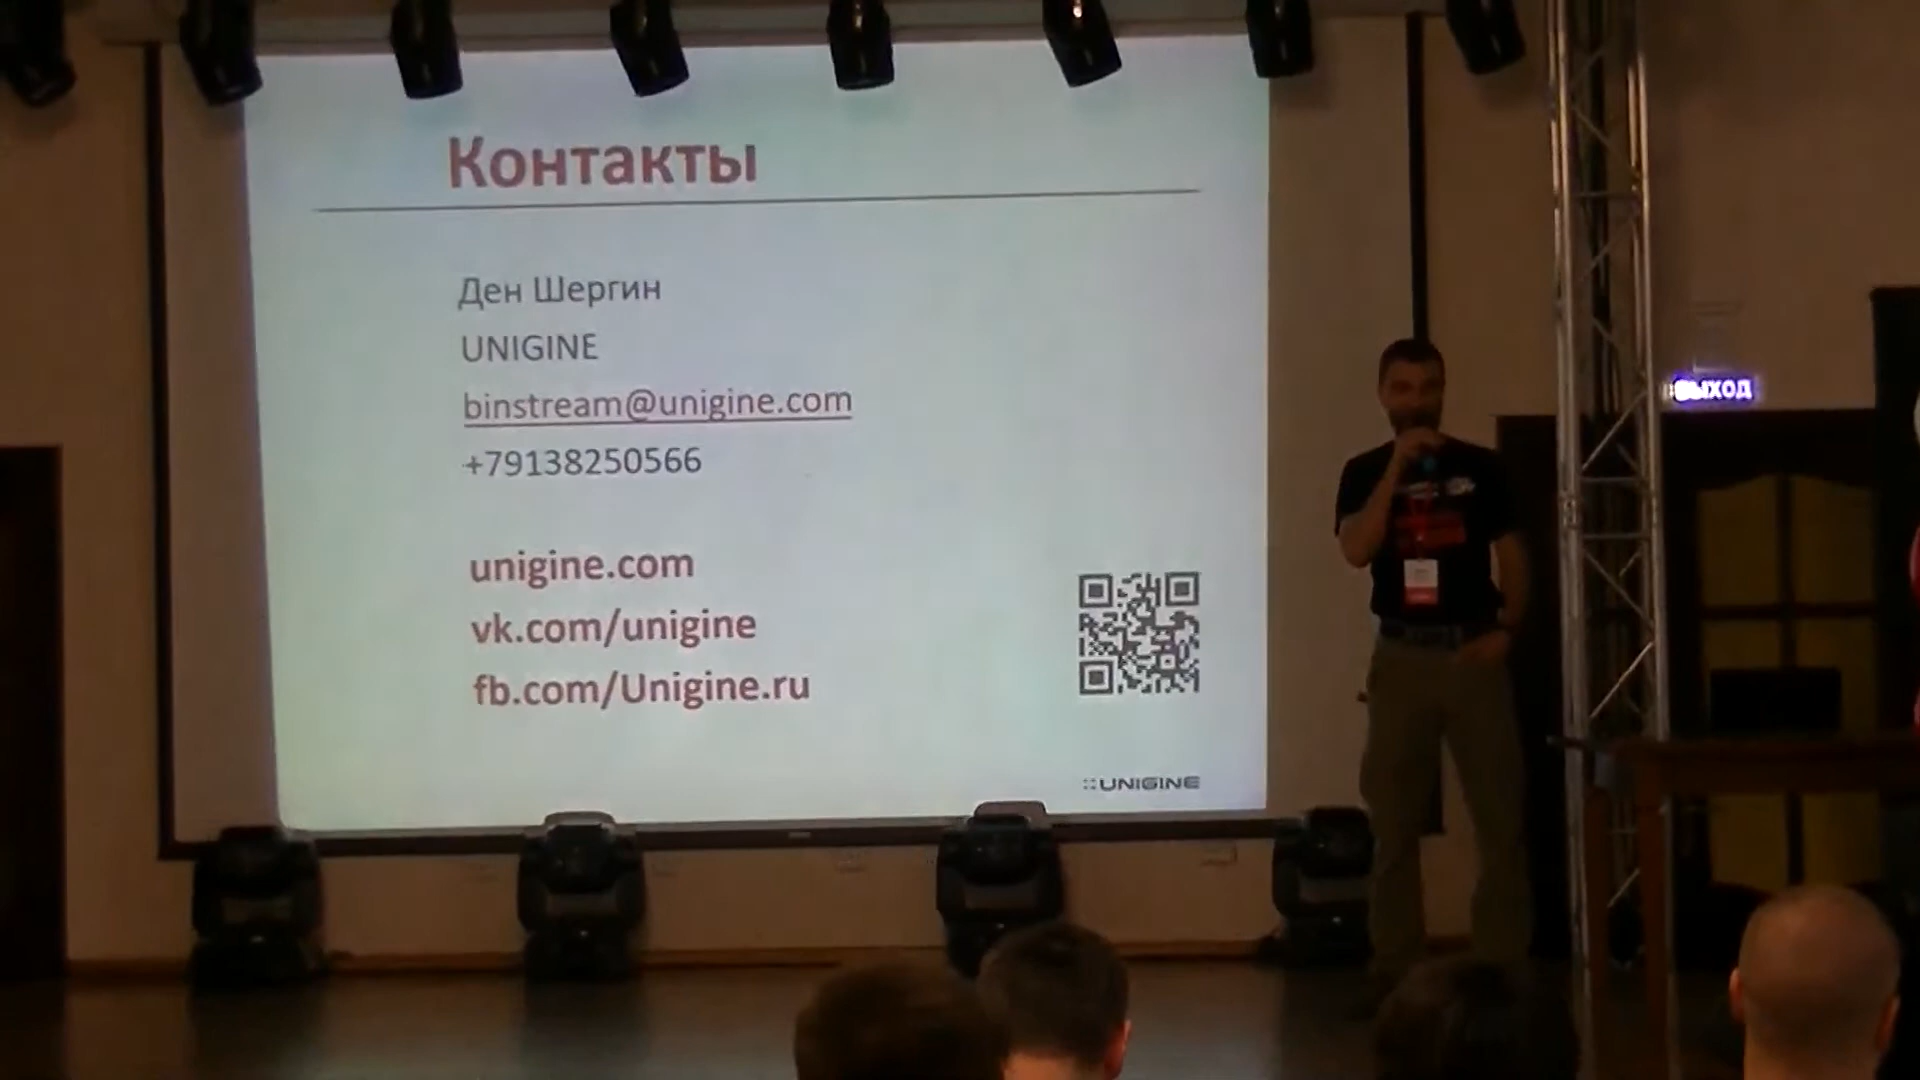 Контакты
Ден Шергин
UNIGINE
binstream@unigine.com
+79138250566
unigine.com
vk.com/unigine
fb.com/Unigine.ru
UNIGINE
ВЫХОД